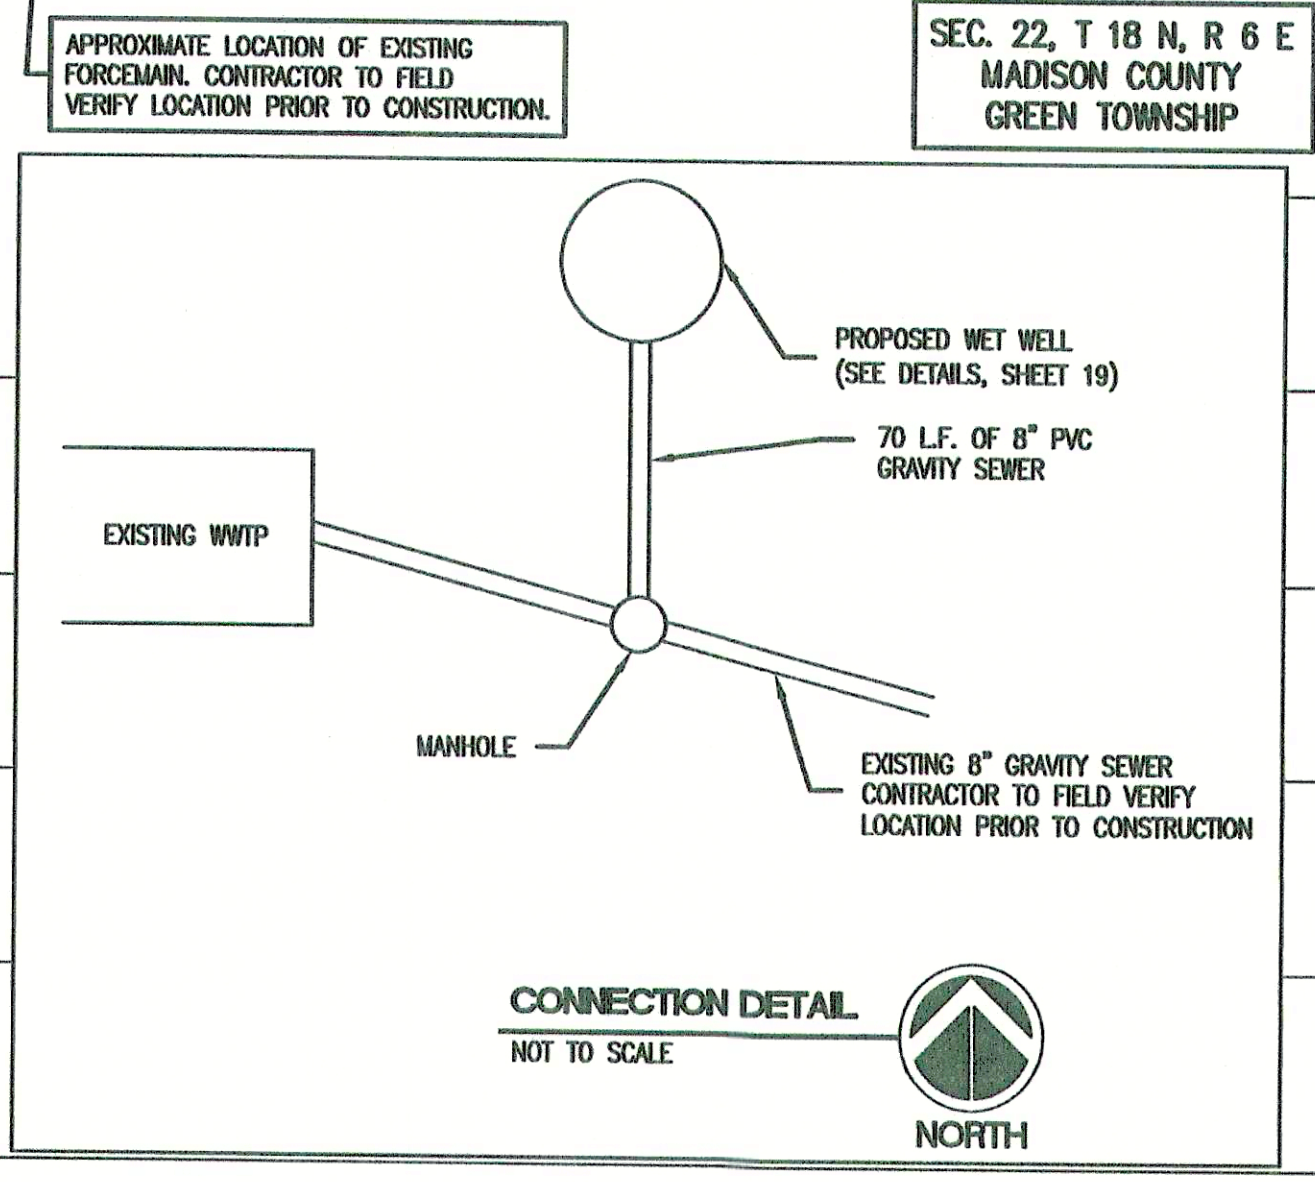 APPROXIMATE LOCATION OF EXISTING
FORCEMAIN. CONTRACTOR TO FIELD
VERIFY LOCATION PRIOR TO CONSTRUCTION.
SEC. 22, T 18 N, R 6 E
MADISON COUNTY
GREEN TOWNSHIP
PROPOSED WET WELL
(SEE DETAILS, SHEET 19)
70 L.F. OF 8" PVC
GRAVITY SEWER
EXISTING WWTP
MANHOLE
EXISTING 8" GRAVITY SEWER
CONTRACTOR TO FIELD VERIFY
LOCATION PRIOR TO CONSTRUCTION
CONNECTION DETAIL
NOT TO SCALE
NORTH